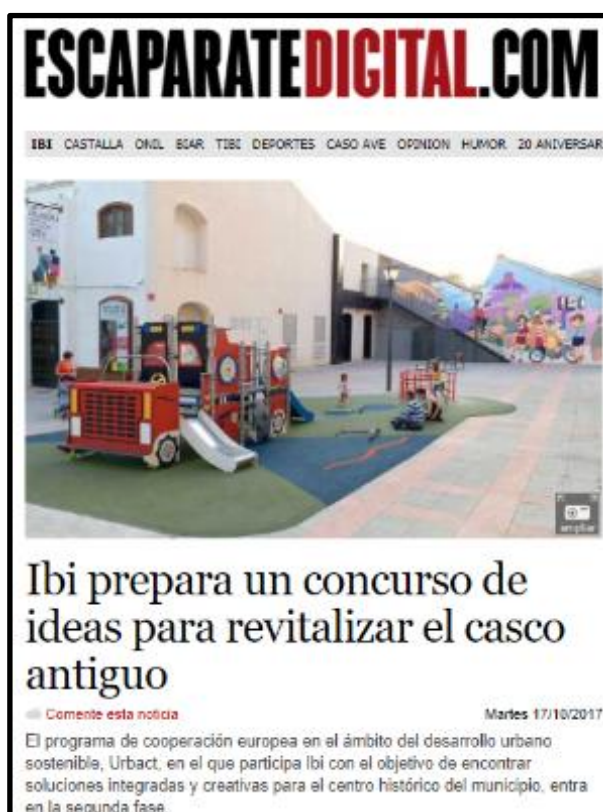 ESCAPARATEDIGITAL.COM
IBI CASTALLA ONIL BIAR TIBI DEPORTES CASO AVE OPINION HUMOR 20 ANIVERSAR
ampliar
Ibi prepara un concurso de
ideas para revitalizar el casco
antiguo
Comente esta noticia Martes 17/10/2017
El programa de cooperación europea en el ámbito del desarrollo urbano
sostenible, Urbact, en el que participa Ibi con el objetivo de encontrar
soluciones integradas y creativas para el centro histórico del municipio, entra
en la segunda fase